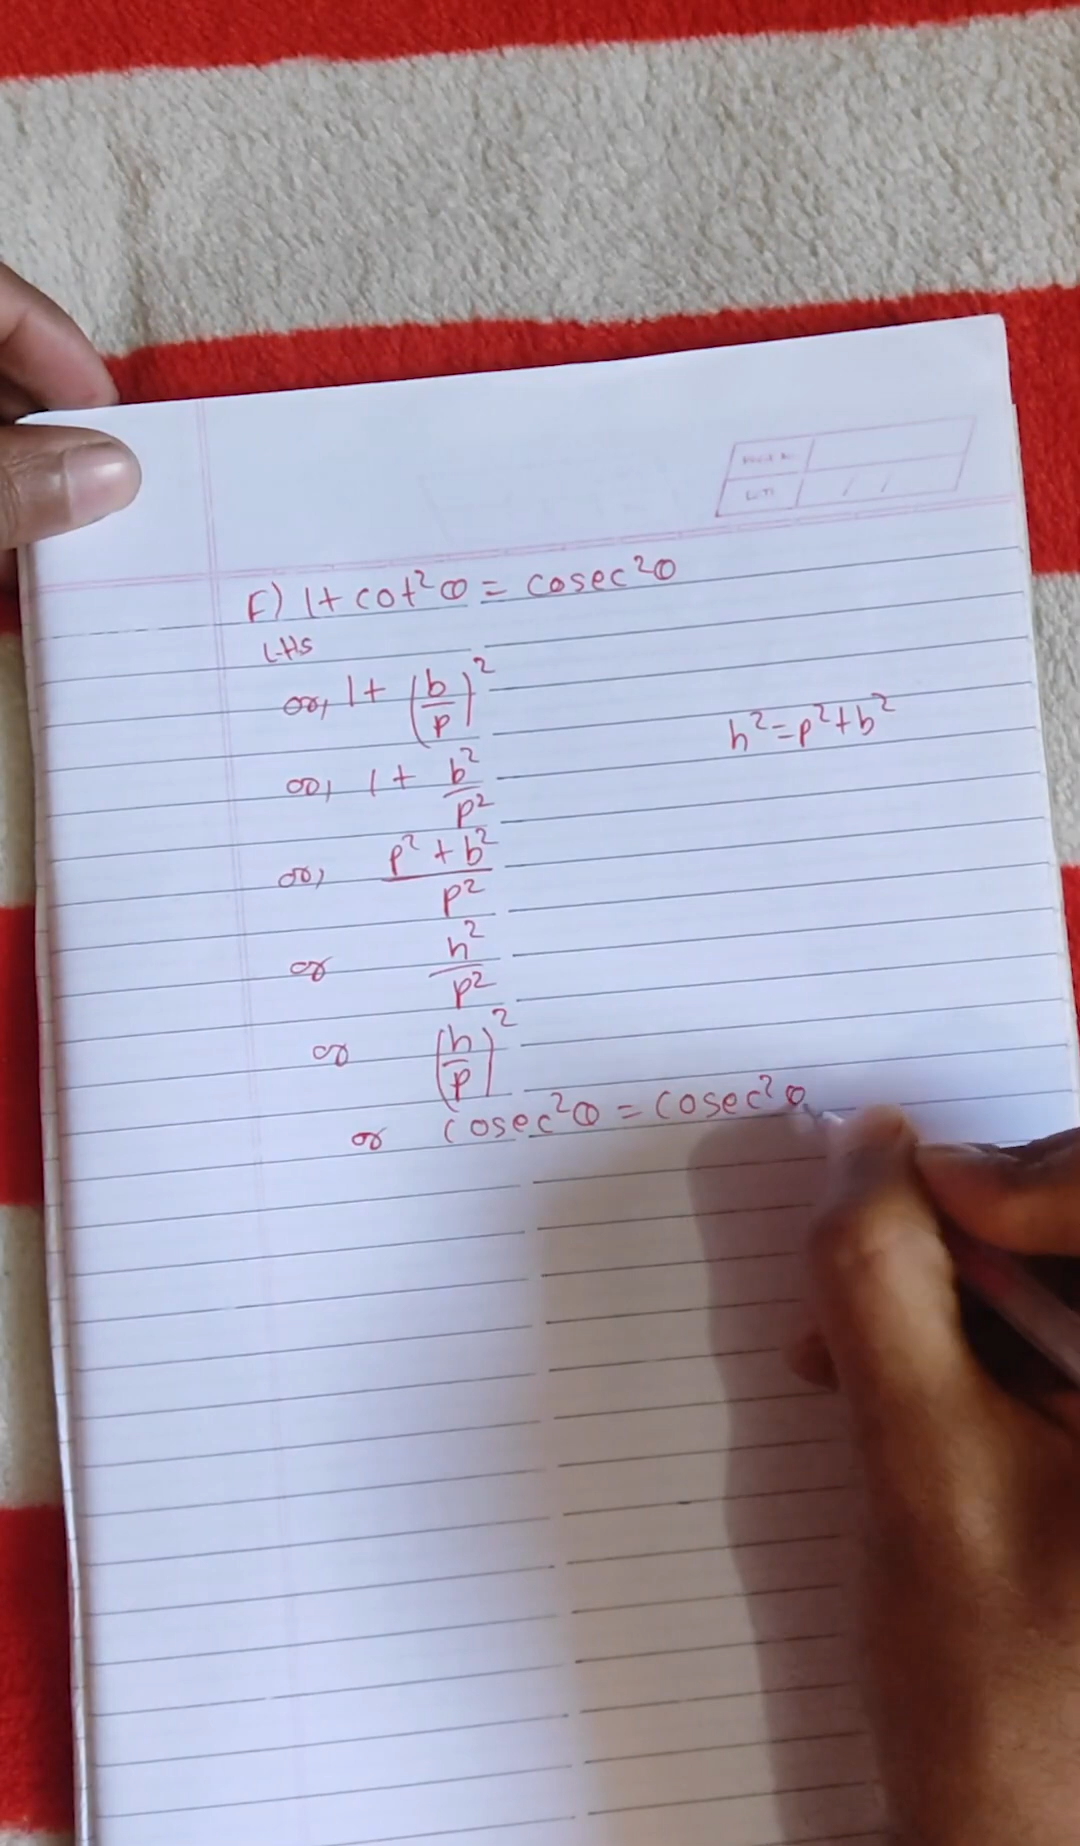 F) 1+ cot²θ = cosec²θ
LHS
or, 1+ (b/p)²
h²=p²+b²
or, 1 + b²/p²
or, p²+b²/p²
or h²/p²
or (h/p)²
or cosec²θ = cosec²θ